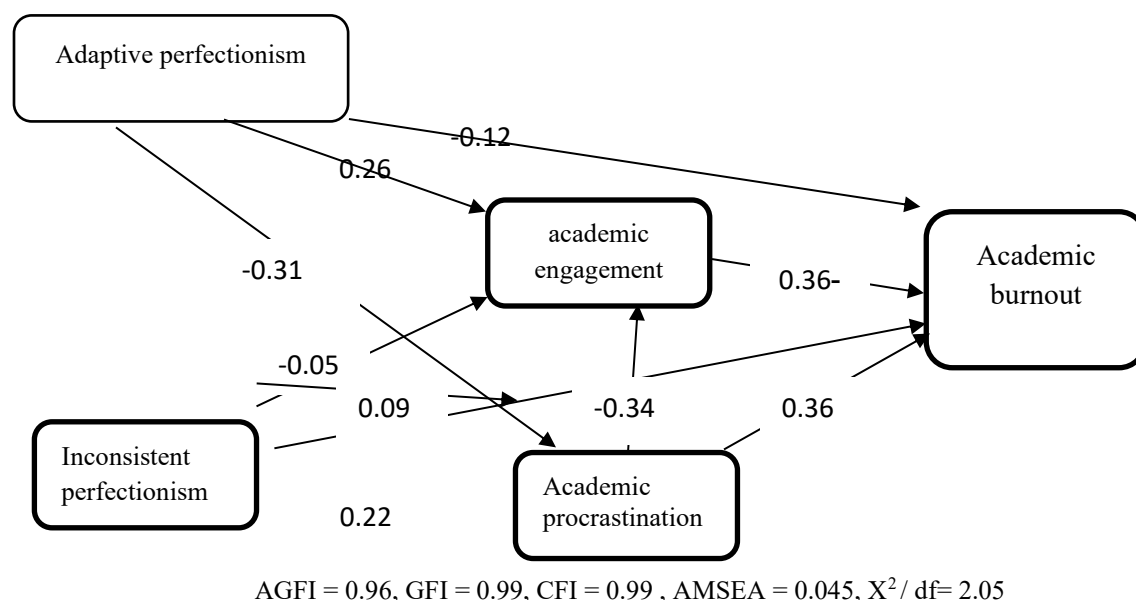 Adaptive perfectionism
-0.12
0.26
academic
engagement
Academic
burnout
-0.31
0.36-
-0.05
0.09
-0.34
0.36
Inconsistent
perfectionism
Academic
procrastination
0.22
AGFI = 0.96, GFI = 0.99, CFI = 0.99 , AMSEA = 0.045, X² / df= 2.05